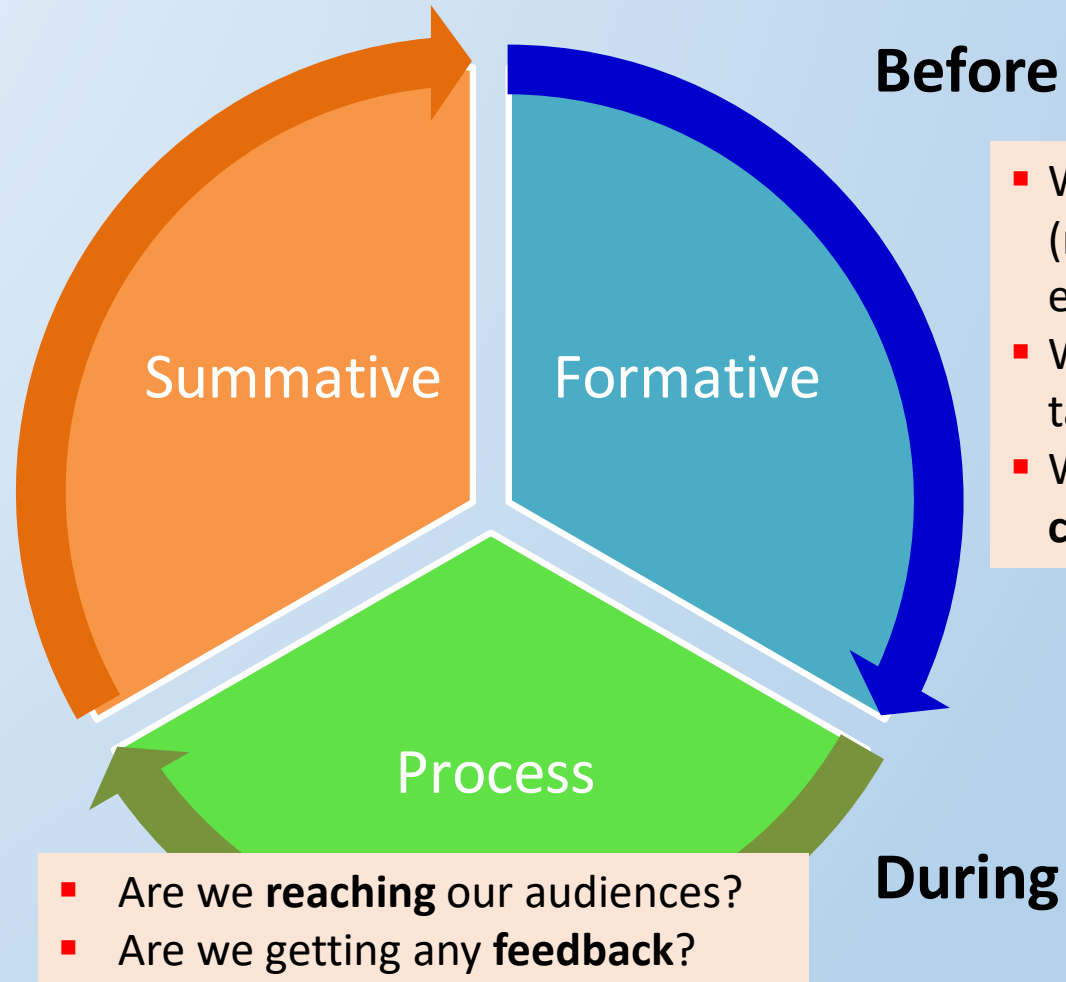 Before
Summative
Formative
Process
Are we reaching our audiences?
Are we getting any feedback?
During